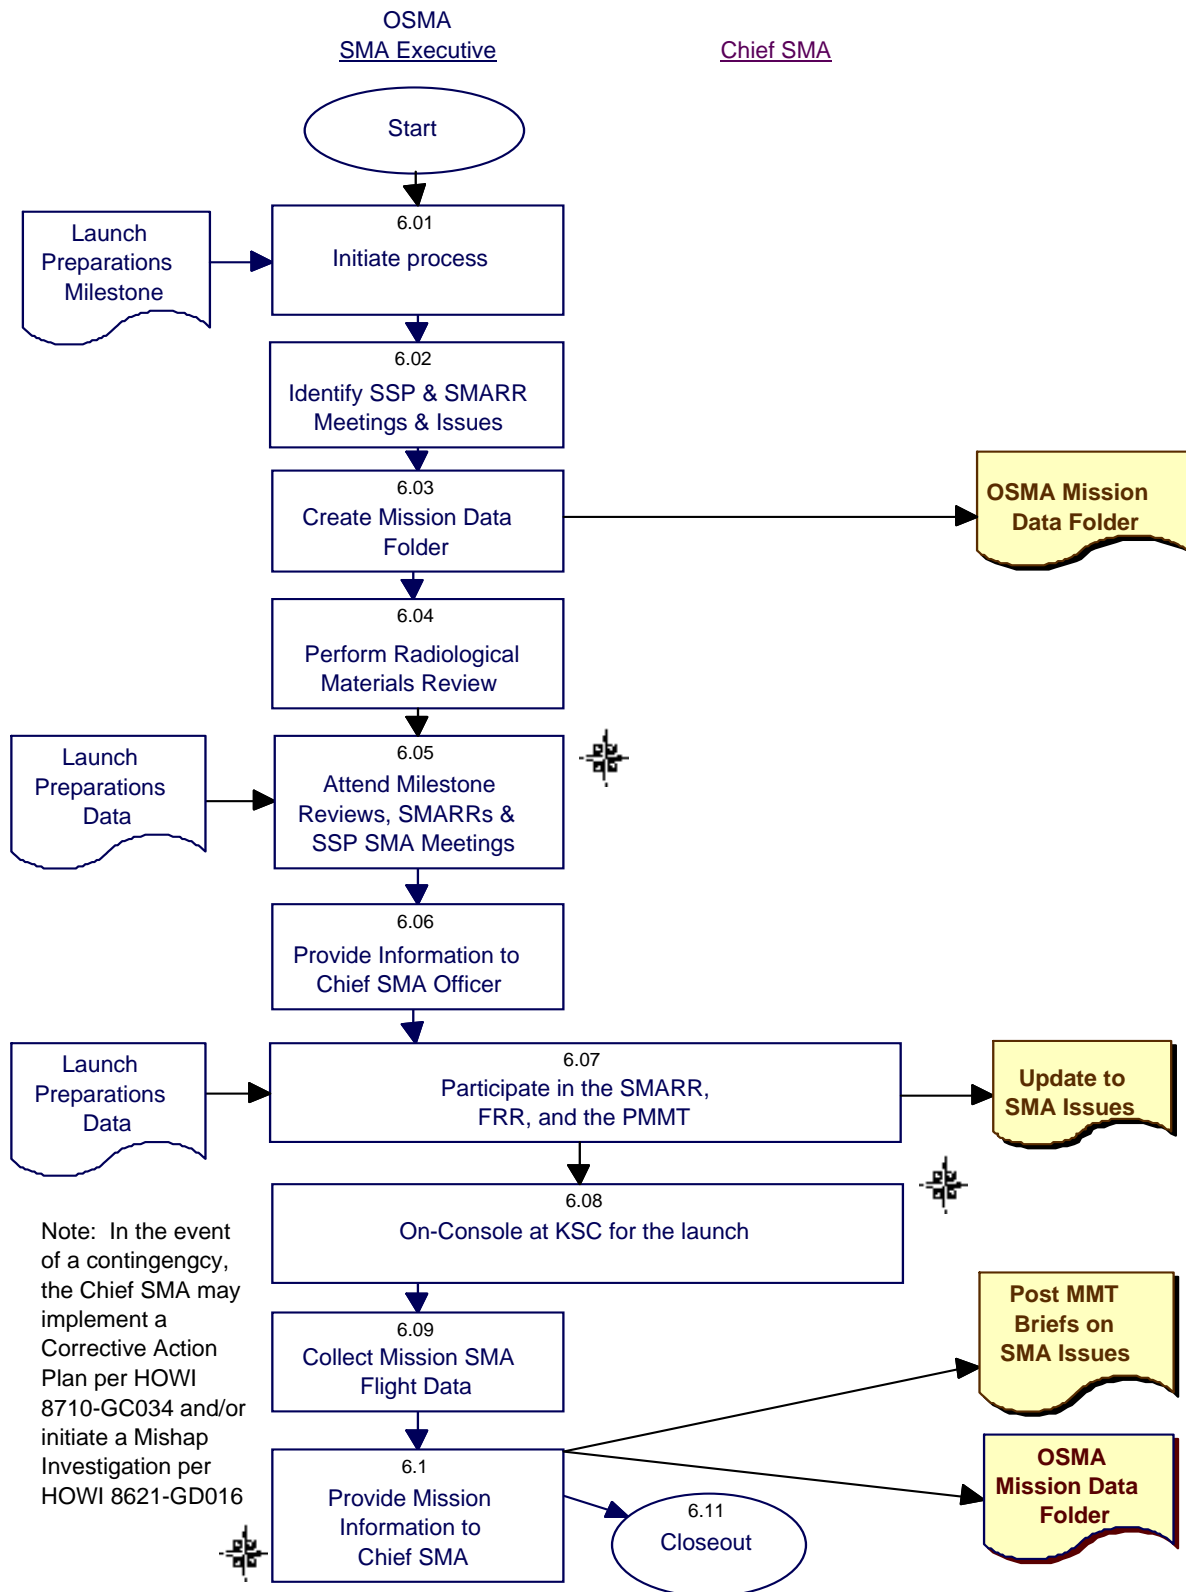 OSMA
SMA Executive
Chief SMA
Start
6.01
Initiate process
Launch
Preparations
Milestone
6.02
Identify SSP & SMARR
Meetings & Issues
6.03
Create Mission Data
Folder
OSMA Mission
Data Folder
6.04
Perform Radiological
Materials Review
Launch
Preparations
Data
6.05
Attend Milestone
Reviews, SMARRs &
SSP SMA Meetings
6.06
Provide Information to
Chief SMA Officer
Launch
Preparations
Data
6.07
Participate in the SMARR,
FRR, and the PMMT
Update to
SMA Issues
6.08
On-Console at KSC for the launch
Note: In the event
of a contingengcy,
the Chief SMA may
implement a
Corrective Action
Plan per HOWI
8710-GC034 and/or
initiate a Mishap
Investigation per
HOWI 8621-GD016
6.09
Collect Mission SMA
Flight Data
Post MMT
Briefs on
SMA Issues
6.1
Provide Mission
Information to
Chief SMA
6.11
Closeout
OSMA
Mission Data
Folder